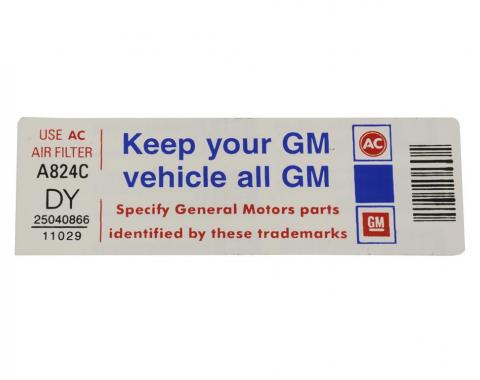 USE AC
AIR FILTER
A824C
DY
25040866
11029
Keep your GM
vehicle all GM
Specify General Motors parts
identified by these trademarks
AC
GM